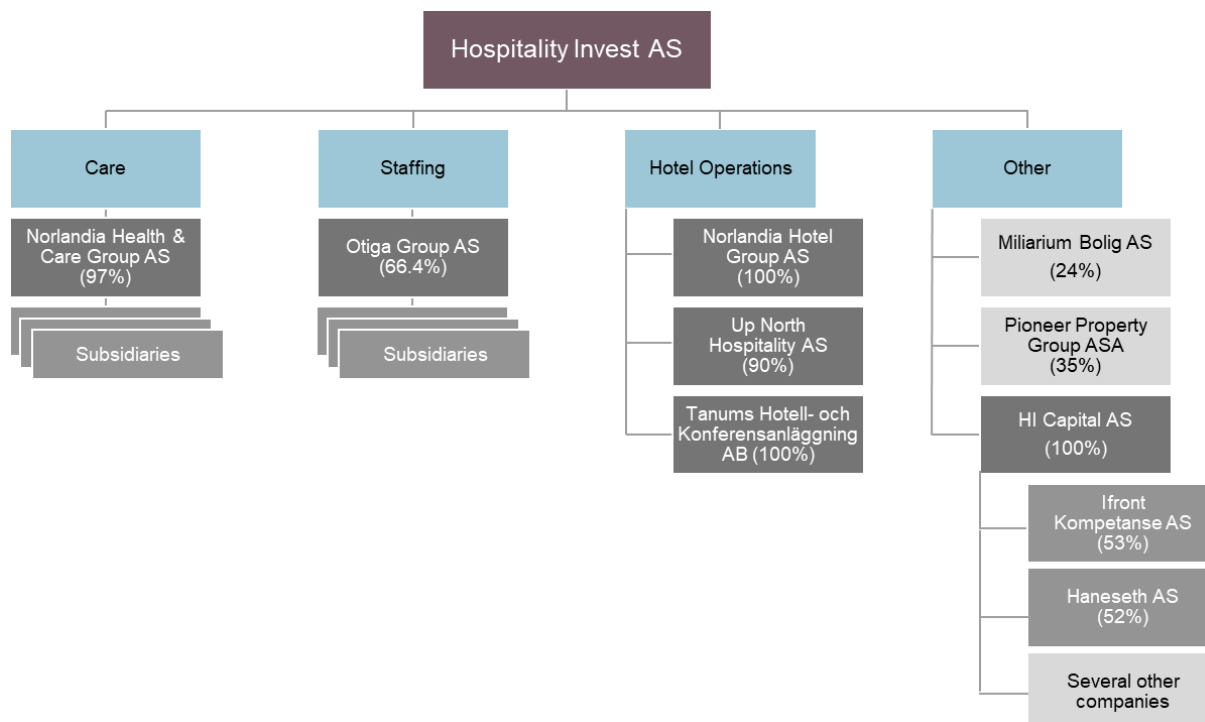 Hospitality Invest AS
Care
Staffing
Hotel Operations
Other
Norlandia Health &
Care Group AS
(97%)
Subsidiaries
Otiga Group AS
(66.4%)
Subsidiaries
Norlandia Hotel
Group AS
(100%)
Up North
Hospitality AS
(90%)
Tanums Hotell- och
Konferensanläggning
AB (100%)
Miliarium Bolig AS
(24%)
Pioneer Property
Group ASA
(35%)
HI Capital AS
(100%)
Ifront
Kompetanse AS
(53%)
Haneseth AS
(52%)
Several other
companies